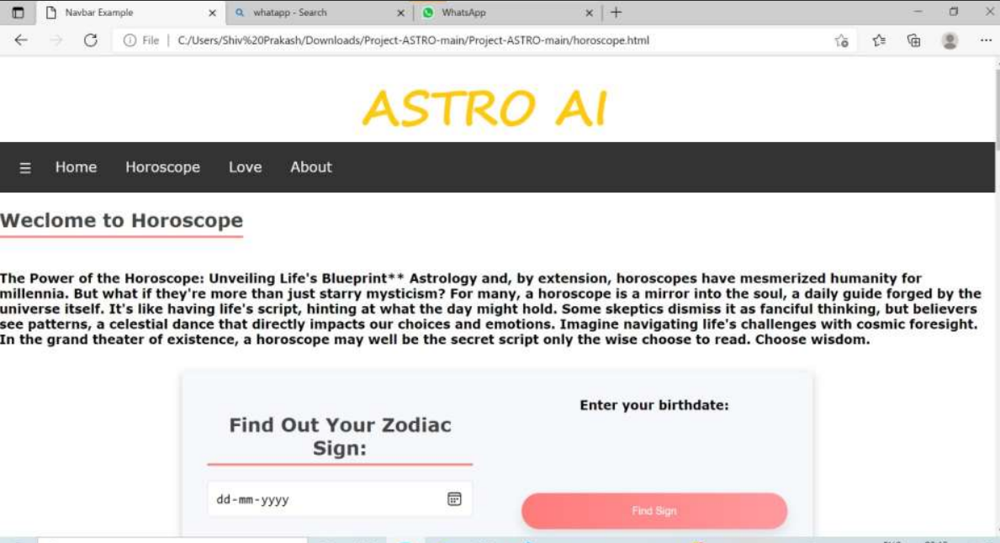 Navbar Example
whatapp - Search
WhatsApp
File | C:/Users/Shiv%20Prakash/Downloads/Project-ASTRO-main/Project-ASTRO-main/horoscope.html
ASTRO AI
☰ Home Horoscope Love About
Weclome to Horoscope
The Power of the Horoscope: Unveiling Life's Blueprint** Astrology and, by extension, horoscopes have mesmerized humanity for
millennia. But what if they're more than just starry mysticism? For many, a horoscope is a mirror into the soul, a daily guide forged by the
universe itself. It's like having life's script, hinting at what the day might hold. Some skeptics dismiss it as fanciful thinking, but believers
see patterns, a celestial dance that directly impacts our choices and emotions. Imagine navigating life's challenges with cosmic foresight.
In the grand theater of existence, a horoscope may well be the secret script only the wise choose to read. Choose wisdom.
Find Out Your Zodiac
Sign:
dd-mm-yyyy
Enter your birthdate:
Find Sign